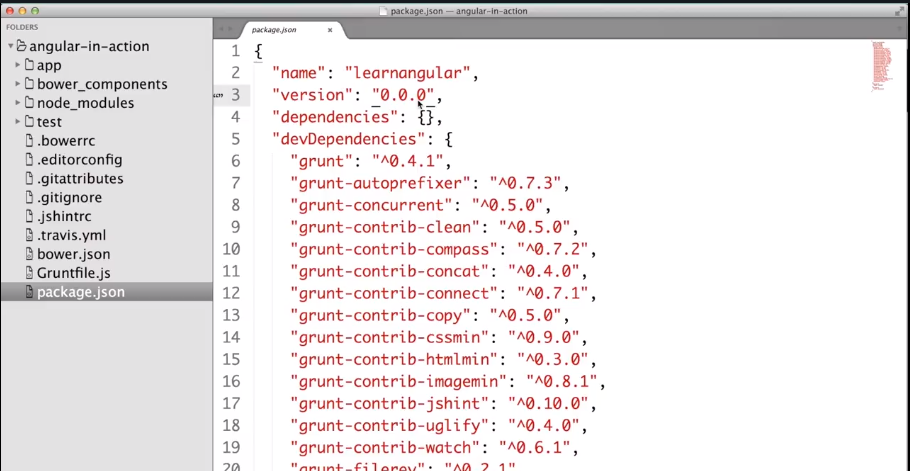 package.json — angular-in-action
FOLDERS
angular-in-action
app
bower_components
node_modules
test
.bowerrc
.editorconfig
.gitattributes
.gitignore
.jshintrc
.travis.yml
bower.json
Gruntfile.js
package.json
package.json
1 {
2 "name": "learnangular",
3 "version": "0.0.0",
4 "dependencies": {},
5 "devDependencies": {
6 "grunt": "^0.4.1",
7 "grunt-autoprefixer": "^0.7.3",
8 "grunt-concurrent": "^0.5.0",
9 "grunt-contrib-clean": "^0.5.0",
10 "grunt-contrib-compass": "^0.7.2",
11 "grunt-contrib-concat": "^0.4.0",
12 "grunt-contrib-connect": "^0.7.1",
13 "grunt-contrib-copy": "^0.5.0",
14 "grunt-contrib-cssmin": "^0.9.0",
15 "grunt-contrib-htmlmin": "^0.3.0",
16 "grunt-contrib-imagemin": "^0.8.1",
17 "grunt-contrib-jshint": "^0.10.0",
18 "grunt-contrib-uglify": "^0.4.0",
19 "grunt-contrib-watch": "^0.6.1",
20 "grunt-filerev": "^0.2.1",